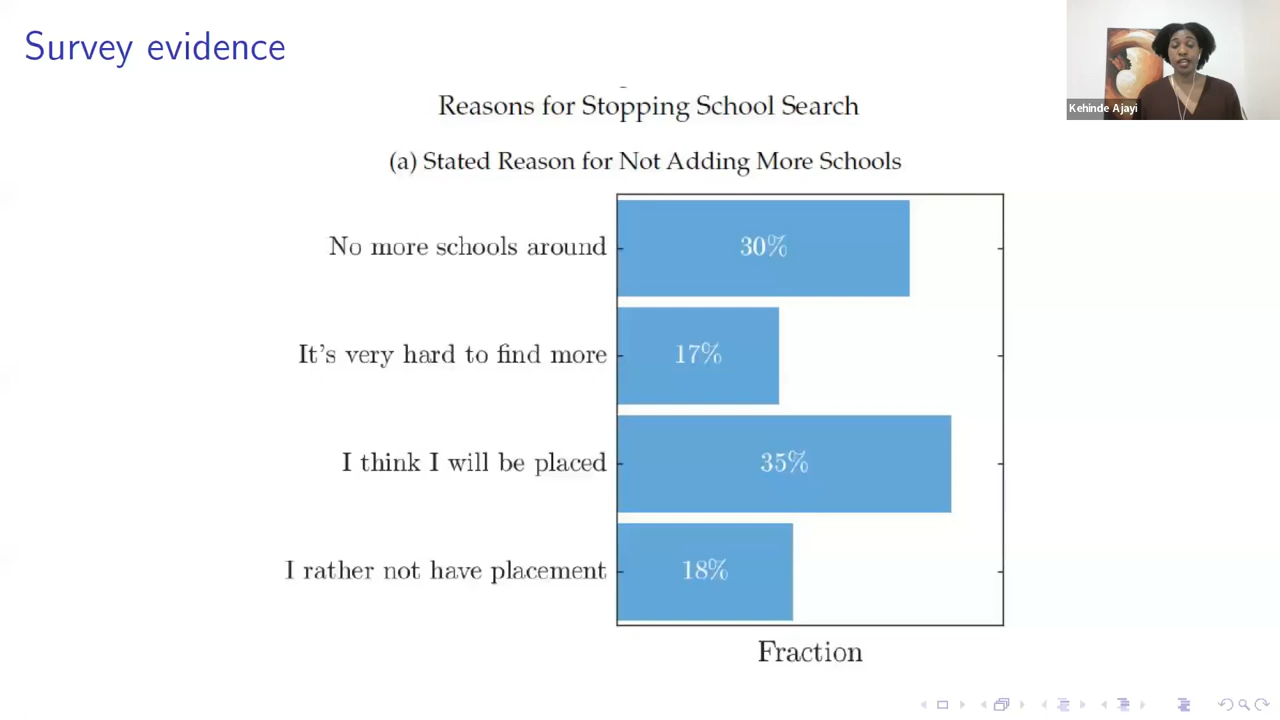 Survey evidence
Kehinde Ajayi
Reasons for Stopping School Search
(a) Stated Reason for Not Adding More Schools
No more schools around
30%
It's very hard to find more
17%
I think I will be placed
35%
I rather not have placement
18%
Fraction